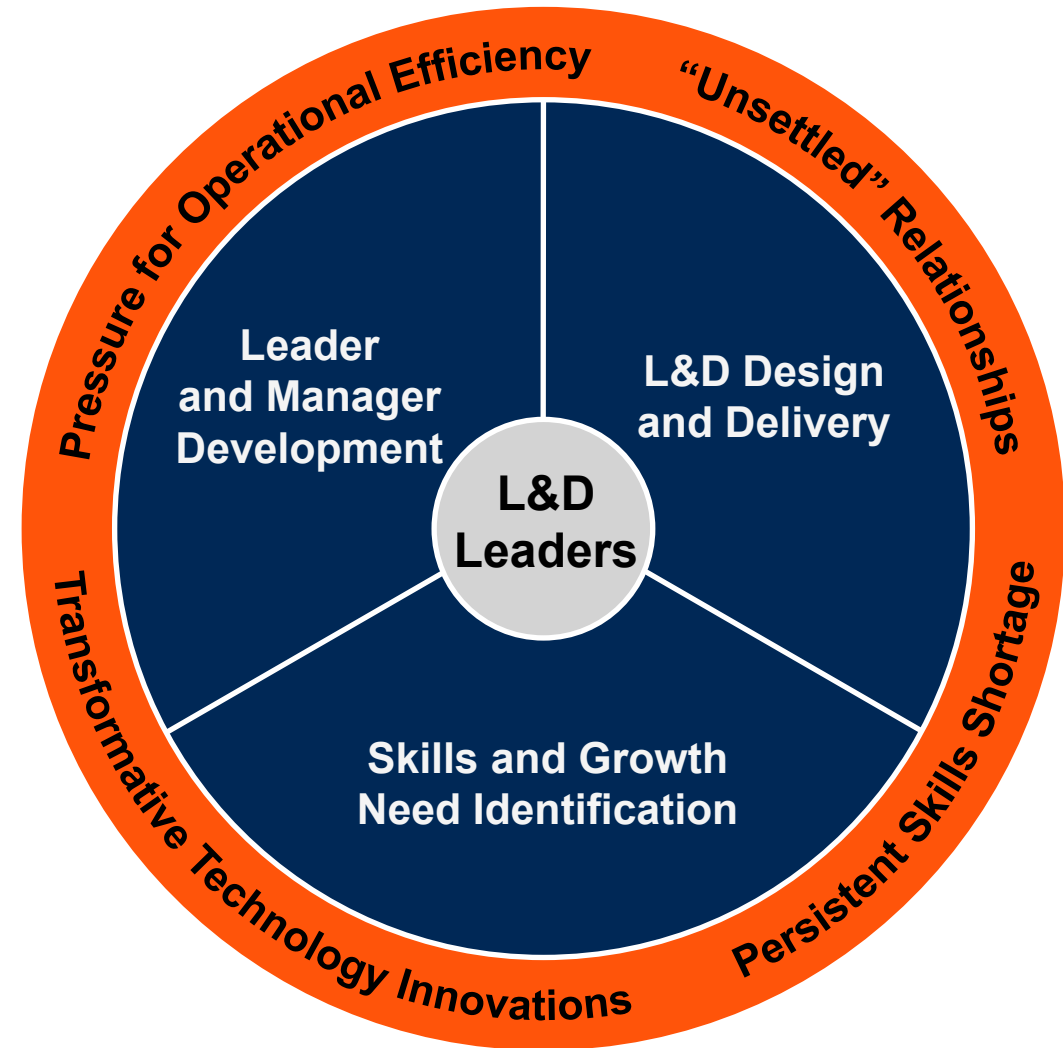 Pressure for Operational Efficiency
“Unsettled” Relationships
Leader
and Manager
Development
L&D Design
and Delivery
L&D
Leaders
Skills and Growth
Need Identification
Transformative Technology Innovations
Persistent Skills Shortage